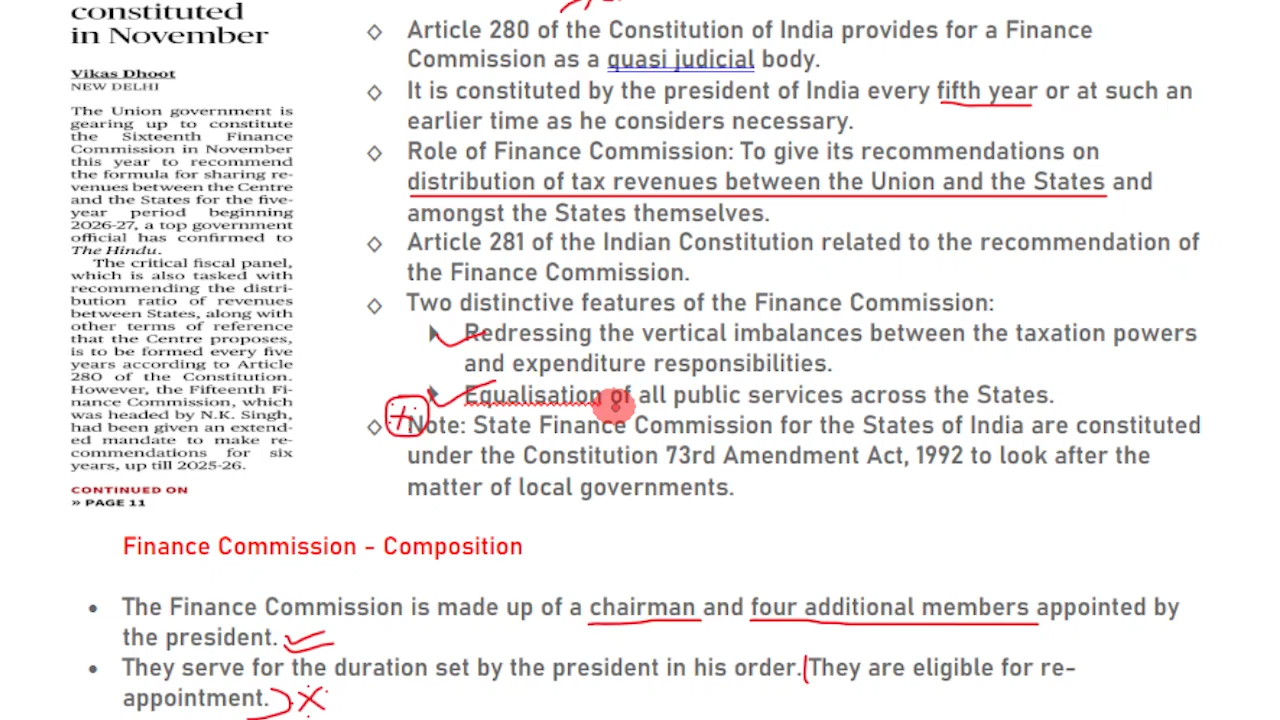 constituted
in November
Vikas Dhoot
NEW DELHI
The Union government is
gearing up to constitute
the Sixteenth Finance
Commission in November
this year to recommend
the formula for sharing re-
venues between the Centre
and the States for the five-
year period beginning
2026-27, a top government
official has confirmed to
The Hindu.
The critical fiscal panel,
which is also tasked with
recommending the distri-
bution ratio of revenues
between States, along with
other terms of reference
that the Centre proposes,
is to be formed every five
years according to Article
280 of the Constitution.
However, the Fifteenth Fi-
nance Commission, which
was headed by N.K. Singh,
had been given an extend-
ed mandate to make re-
commendations for six
years, up till 2025-26.
CONTINUED ON
» PAGE 11
◇ Article 280 of the Constitution of India provides for a Finance
Commission as a quasi judicial body.
◇ It is constituted by the president of India every fifth year or at such an
earlier time as he considers necessary.
◇ Role of Finance Commission: To give its recommendations on
distribution of tax revenues between the Union and the States and
amongst the States themselves.
◇ Article 281 of the Indian Constitution related to the recommendation of
the Finance Commission.
◇ Two distinctive features of the Finance Commission:
Redressing the vertical imbalances between the taxation powers
and expenditure responsibilities.
Equalisation of all public services across the States.
◇ Note: State Finance Commission for the States of India are constituted
under the Constitution 73rd Amendment Act, 1992 to look after the
matter of local governments.
Finance Commission - Composition
• The Finance Commission is made up of a chairman and four additional members appointed by
the president.
• They serve for the duration set by the president in his order. They are eligible for re-
appointment.